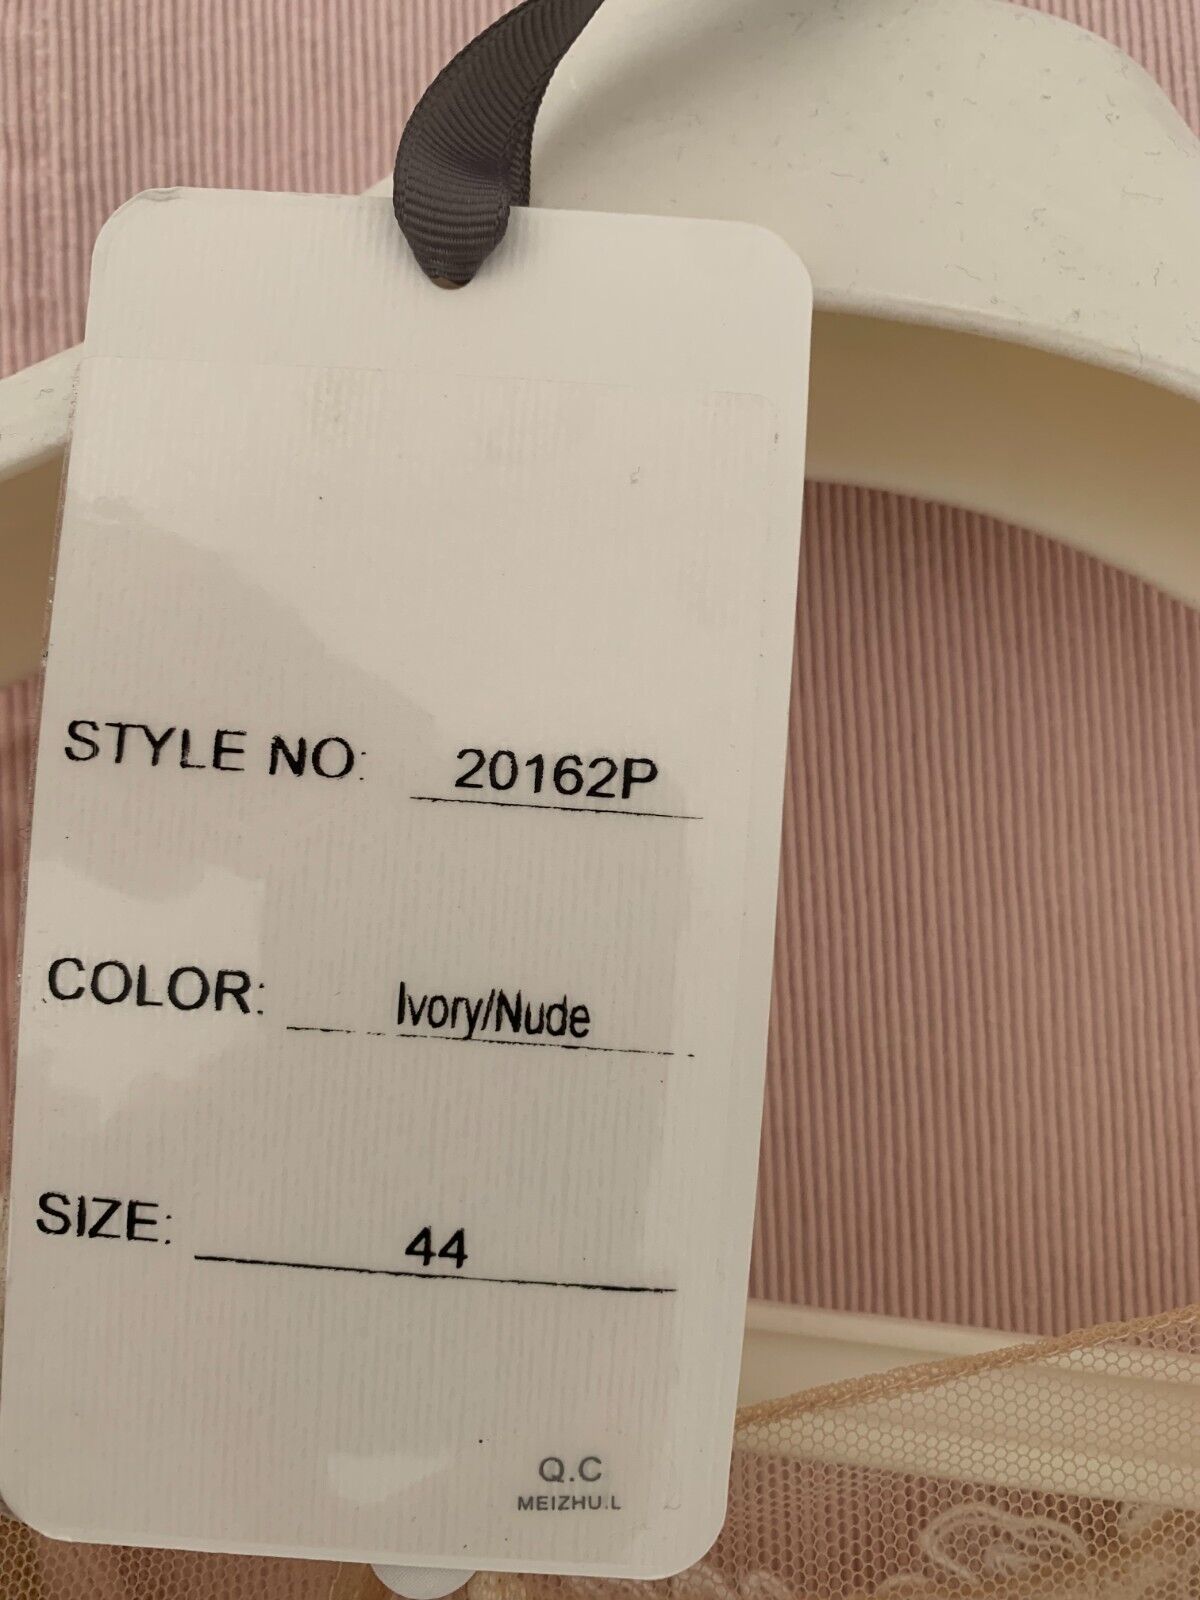 STYLE NO: 20162P
COLOR: Ivory/Nude
SIZE: 44
Q.C
MEIZHU.L